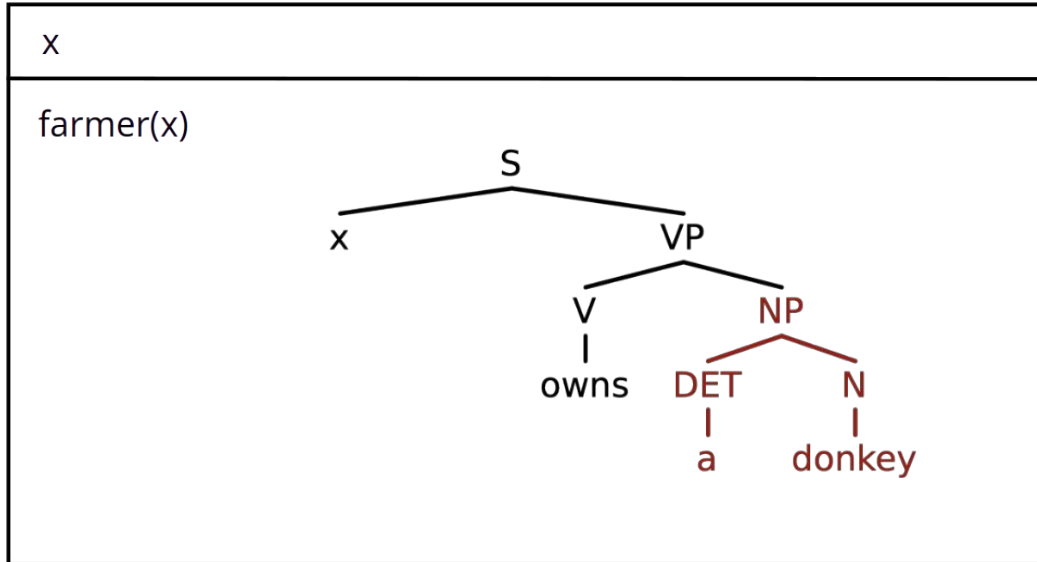 x
farmer(x)
S
x VP
V NP
owns DET N
a donkey